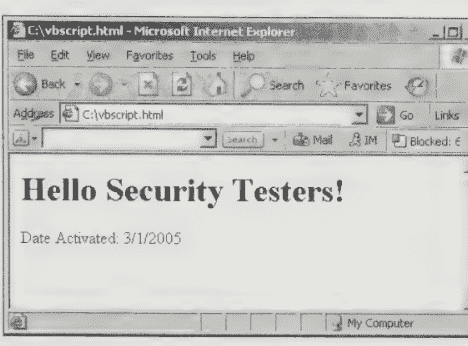 C:\vbscript.html - Microsoft Internet Explorer
File Edit View Favorites Tools Help
Back Search Favorites
Address C:\vbscript.html Go Links
Search Mail IM Blocked: 6
Hello Security Testers!
Date Activated: 3/1/2005
My Computer